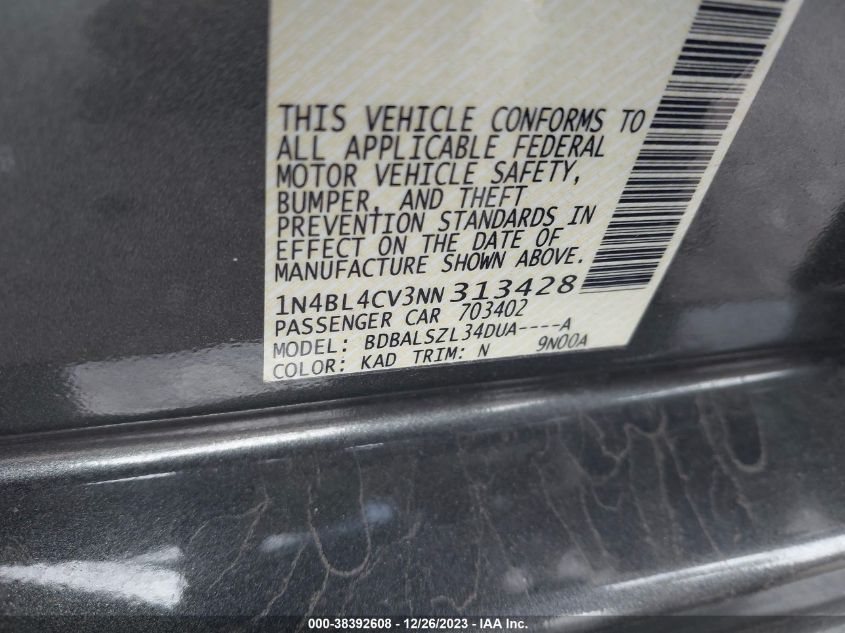 THIS VEHICLE CONFORMS TO
ALL APPLICABLE FEDERAL
MOTOR VEHICLE SAFETY,
BUMPER, AND THEFT
PREVENTION STANDARDS IN
EFFECT ON THE DATE OF
MANUFACTURE SHOWN ABOVE.
1N4BL4CV3NN313428
PASSENGER CAR 703402
MODEL: BDBALSZL34DUA----A
COLOR: KAD TRIM: N 9N00A
000-38392608 - 12/26/2023 - IAA Inc.